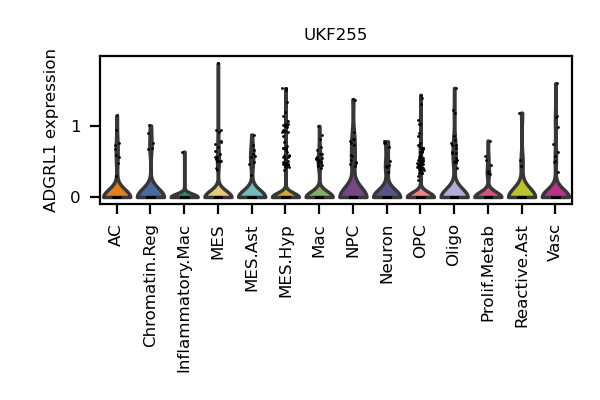 UKF255
ADGRL1 expression
1
0
AC
Chromatin.Reg
Inflammatory.Mac
MES
MES.Ast
MES.Hyp
Mac
NPC
Neuron
OPC
Oligo
Prolif.Metab
Reactive.Ast
Vasc